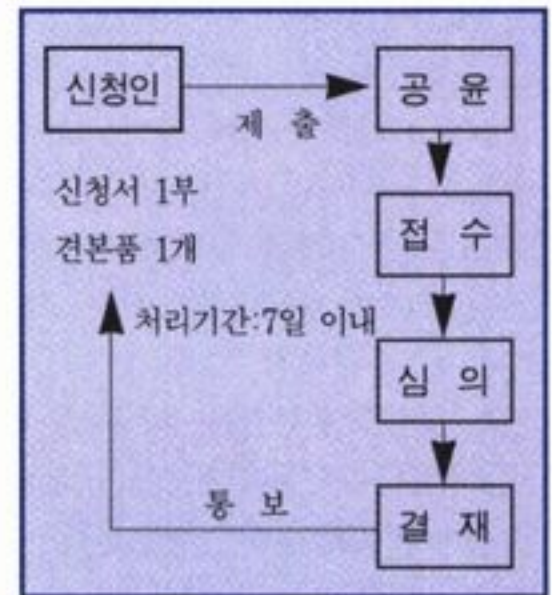 신청인
공 윤
제 출
신청서 1부
견본품 1개
접 수
처리기간:7일 이내
심 의
통 보
결 재